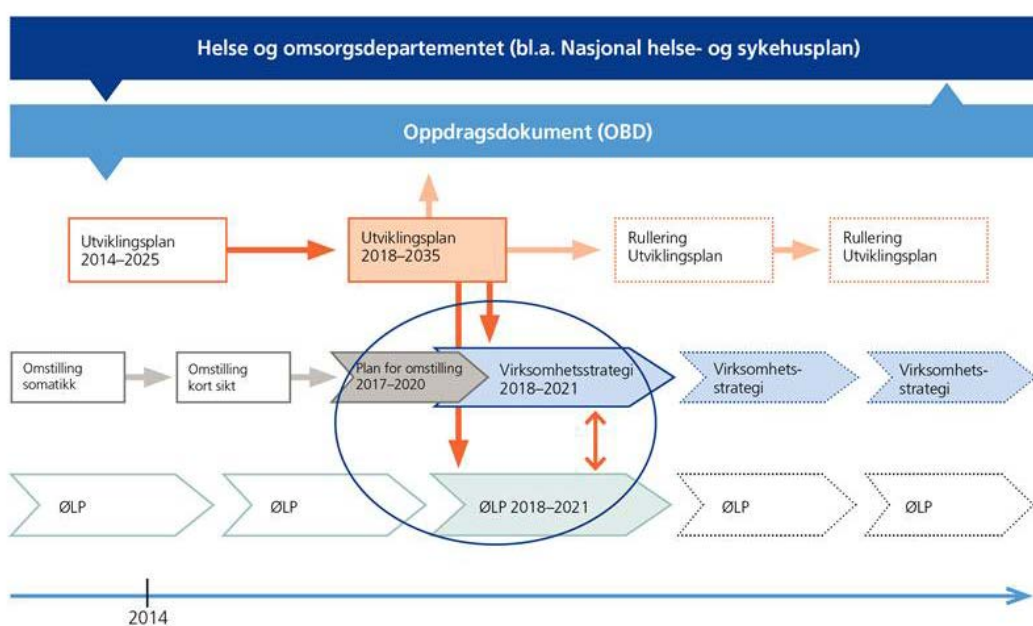 Helse og omsorgsdepartementet (bl.a. Nasjonal helse- og sykehusplan)
Oppdragsdokument (OBD)
Utviklingsplan
2014–2025
Utviklingsplan
2018–2035
Rullering
Utviklingsplan
Rullering
Utviklingsplan
Omstilling
somatikk
Omstilling
kort sikt
Plan for omstilling
2017–2020
Virksomhetsstrategi
2018–2021
Virksomhets-
strategi
Virksomhets-
strategi
ØLP
ØLP
ØLP 2018–2021
ØLP
ØLP
2014